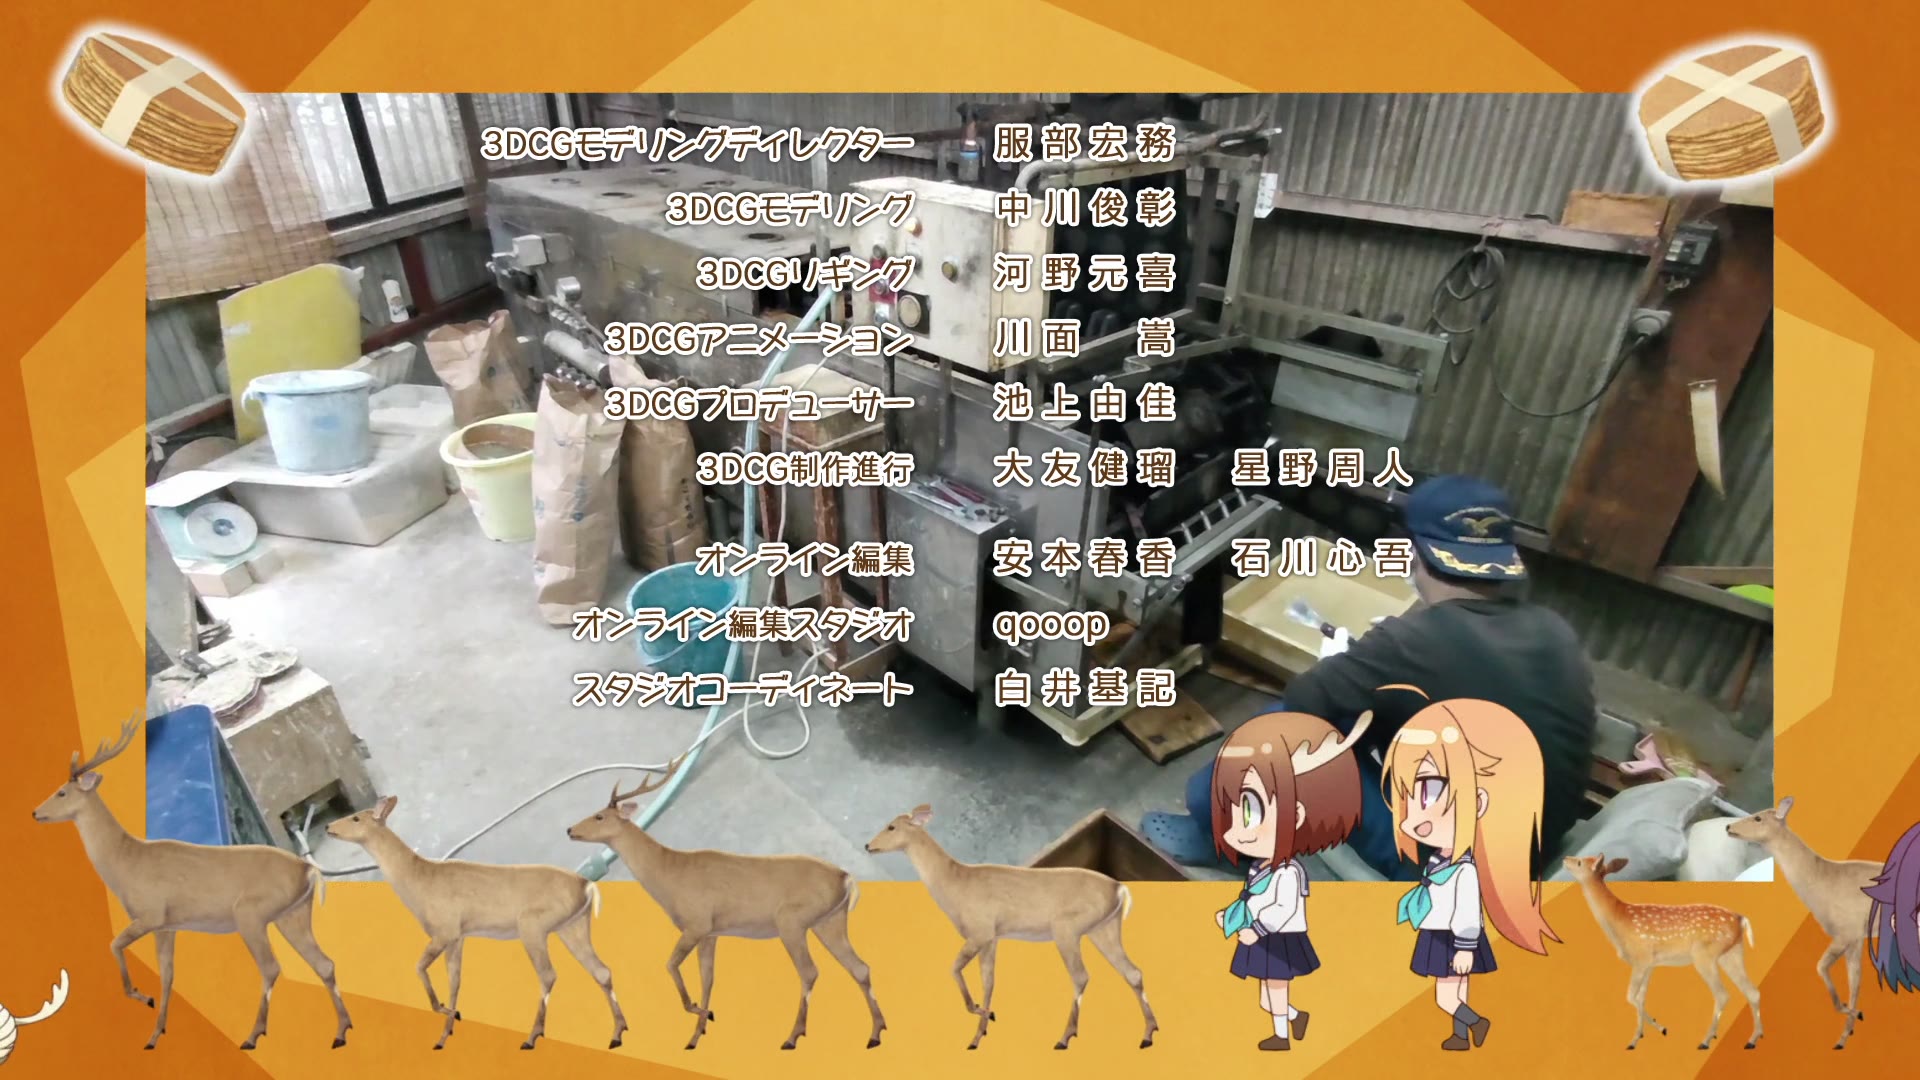 3DCGモデリングディレクター 服部宏務
3DCGモデリング 中川俊彰
3DCGリギング 河野元喜
3DCGアニメーション 川面 嵩
3DCGプロデューサー 池上由佳
3DCG制作進行 大友健瑠 星野周人
オンライン編集 安本春香 石川心吾
オンライン編集スタジオ qooop
スタジオコーディネート 白井基記